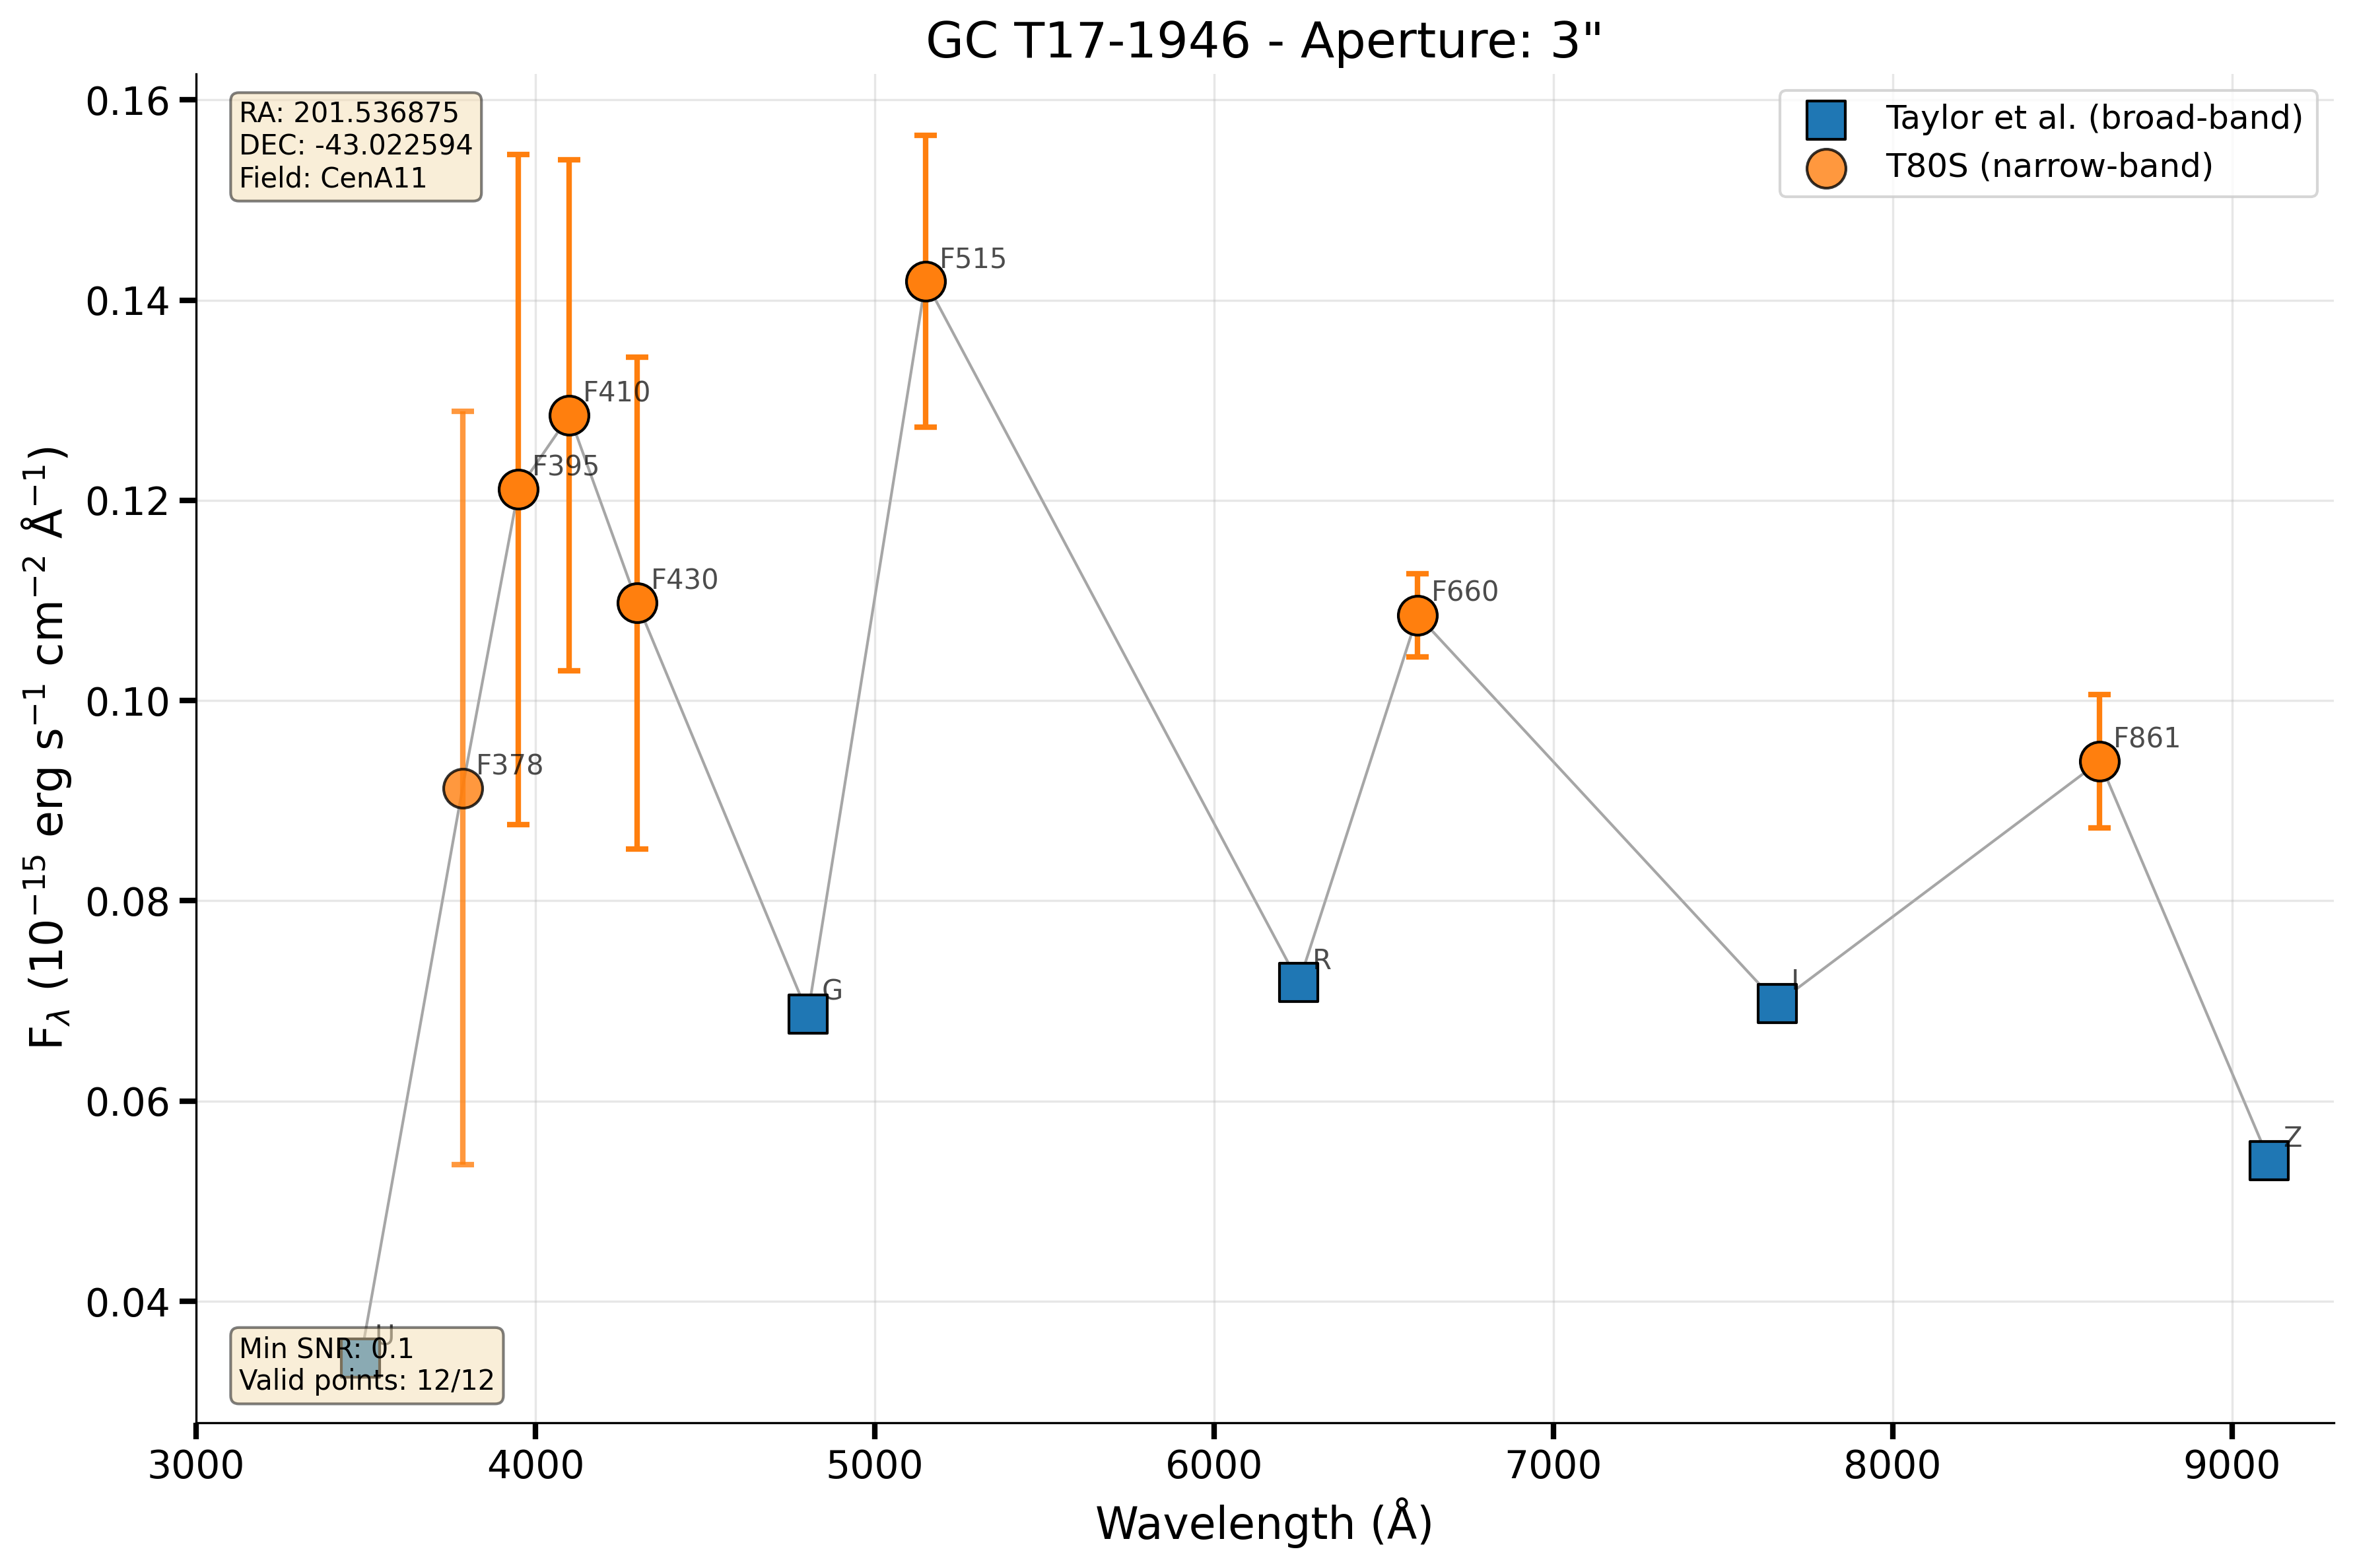 GC T17-1946 - Aperture: 3"
RA: 201.536875
DEC: -43.022594
Field: CenA11
Taylor et al. (broad-band)
T80S (narrow-band)
F515
F410
F395
F430
F660
F378
F861
G
R
I
Z
U
Min SNR: 0.1
Valid points: 12/12
0.16
0.14
0.12
0.10
0.08
0.06
0.04
F$_λ$ (10⁻¹⁵ erg s⁻¹ cm⁻² Å⁻¹)
3000 4000 5000 6000 7000 8000 9000
Wavelength (Å)